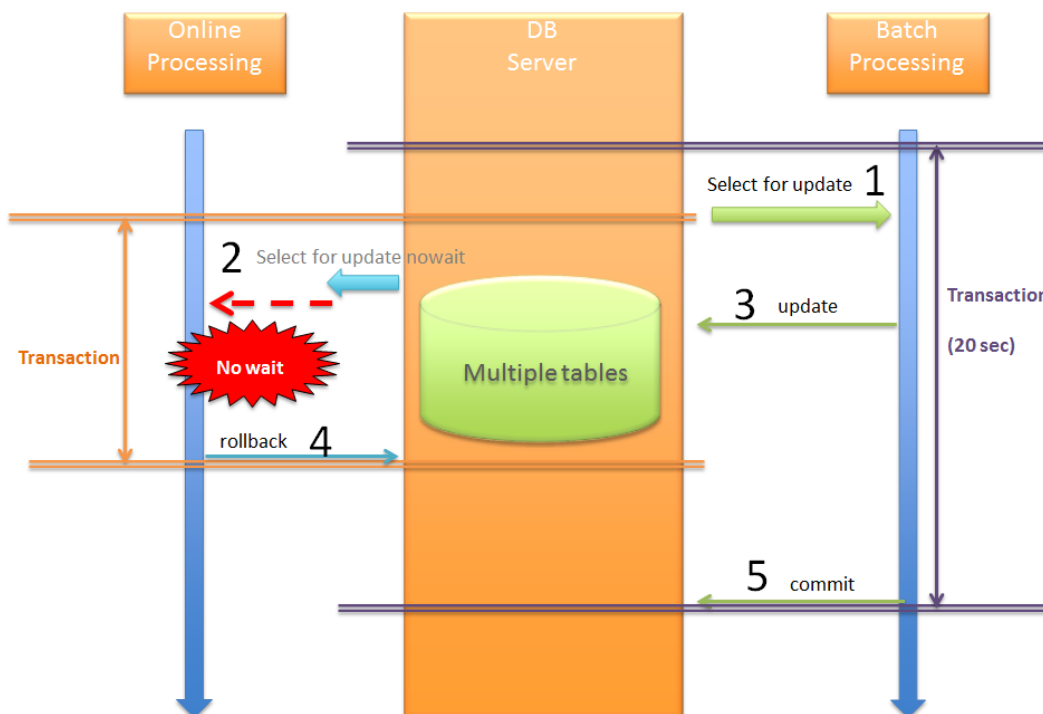 Online
Processing
DB
Server
Batch
Processing
Select for update 1
2 Select for update nowait
3 update
Transaction
(20 sec)
Transaction
No wait
Multiple tables
rollback 4
5 commit